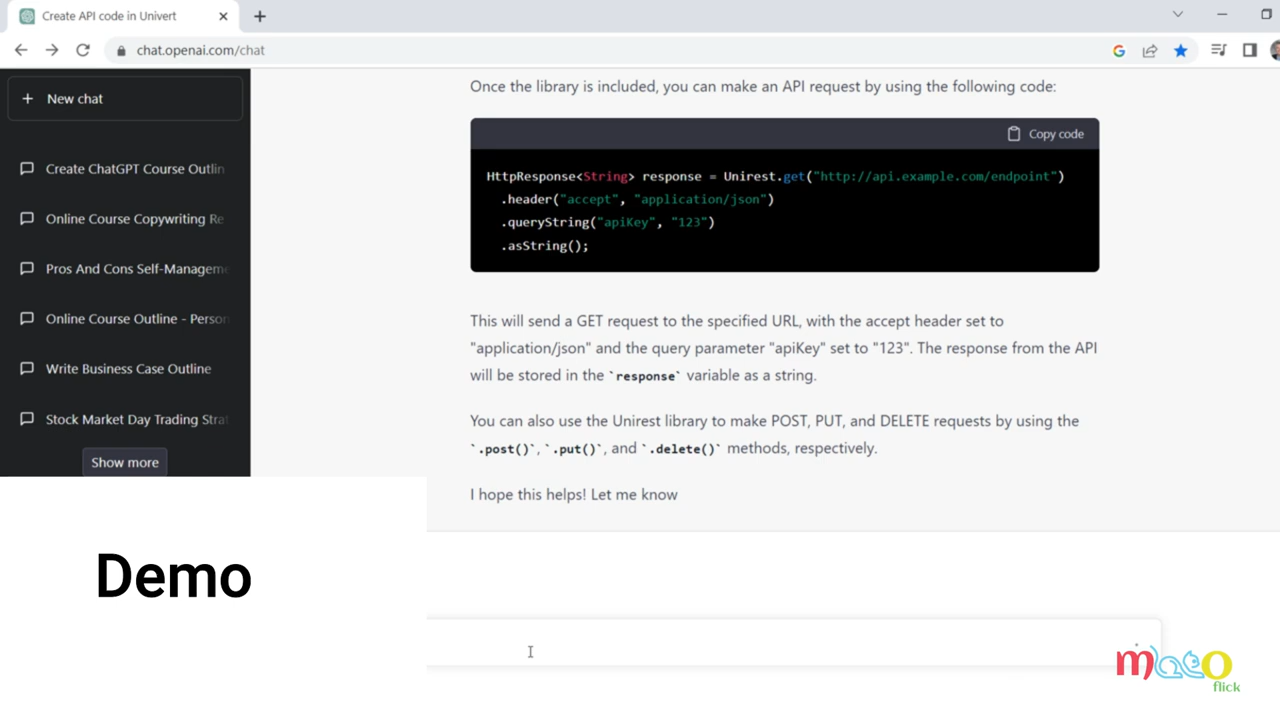 Create API code in Univert
chat.openai.com/chat
New chat
Create ChatGPT Course Outlin
Online Course Copywriting Re
Pros And Cons Self-Manageme
Online Course Outline - Person
Write Business Case Outline
Stock Market Day Trading Strat
Show more
Once the library is included, you can make an API request by using the following code:
Copy code
HttpResponse<String> response = Unirest.get("http://api.example.com/endpoint")
.header("accept", "application/json")
.queryString("apiKey", "123")
.asString();
This will send a GET request to the specified URL, with the accept header set to
"application/json" and the query parameter "apiKey" set to "123". The response from the API
will be stored in the `response` variable as a string.
You can also use the Unirest library to make POST, PUT, and DELETE requests by using the
`.post()`, `.put()`, and `.delete()` methods, respectively.
I hope this helps! Let me know
Demo
flick